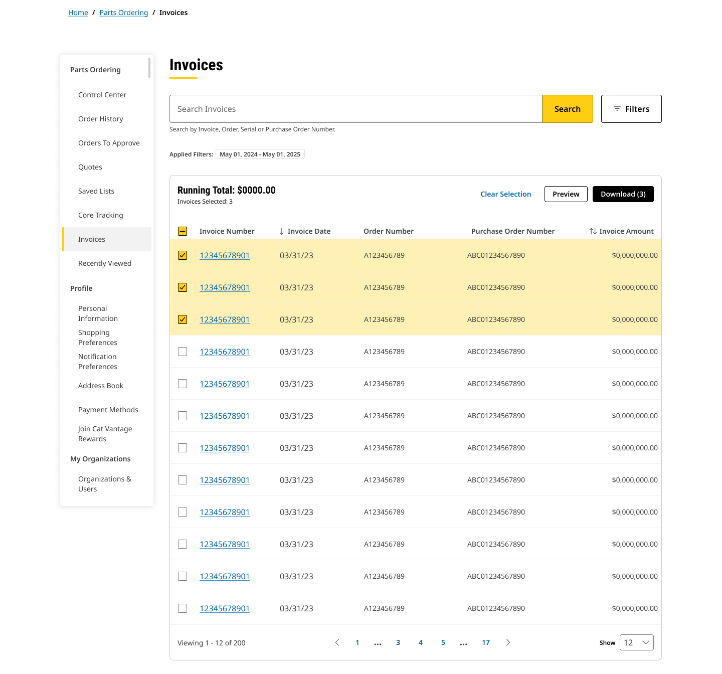 Home / Parts Ordering / Invoices
Parts Ordering
Control Center
Order History
Orders To Approve
Quotes
Saved Lists
Core Tracking
Invoices
Recently Viewed
Profile
Personal
Information
Shopping
Preferences
Notification
Preferences
Address Book
Payment Methods
Join Cat Vantage
Rewards
My Organizations
Organizations &
Users
Invoices
Search Invoices
Search
Filters
Search by Invoice, Order, Serial or Purchase Order Number.
Applied Filters: May 01, 2024 - May 01, 2025
Running Total: $0000.00
Invoices Selected: 3
Clear Selection
Preview
Download (3)
Invoice Number ↓ Invoice Date Order Number Purchase Order Number ↑↓ Invoice Amount
12345678901 03/31/23 A123456789 ABC01234567890 $0,000,000.00
12345678901 03/31/23 A123456789 ABC01234567890 $0,000,000.00
12345678901 03/31/23 A123456789 ABC01234567890 $0,000,000.00
12345678901 03/31/23 A123456789 ABC01234567890 $0,000,000.00
12345678901 03/31/23 A123456789 ABC01234567890 $0,000,000.00
12345678901 03/31/23 A123456789 ABC01234567890 $0,000,000.00
12345678901 03/31/23 A123456789 ABC01234567890 $0,000,000.00
12345678901 03/31/23 A123456789 ABC01234567890 $0,000,000.00
12345678901 03/31/23 A123456789 ABC01234567890 $0,000,000.00
12345678901 03/31/23 A123456789 ABC01234567890 $0,000,000.00
12345678901 03/31/23 A123456789 ABC01234567890 $0,000,000.00
12345678901 03/31/23 A123456789 ABC01234567890 $0,000,000.00
Viewing 1 - 12 of 200
1 ... 3 4 5 ... 17
Show 12